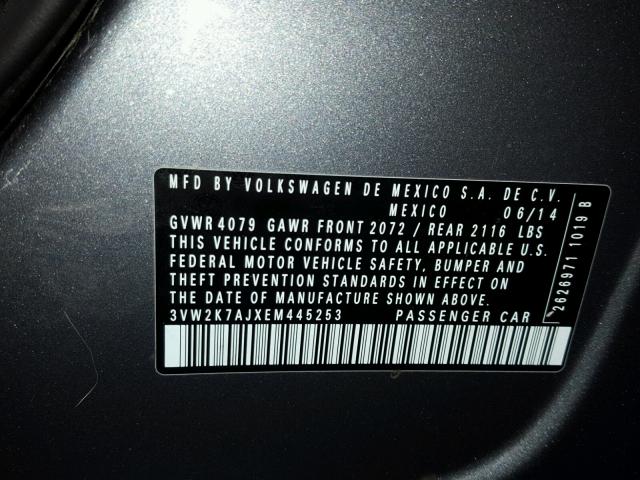 MFD BY VOLKSWAGEN DE MEXICO S.A. DE C.V.
MEXICO 06/14
GVWR 4079 GAWR FRONT 2072 / REAR 2116 LBS
THIS VEHICLE CONFORMS TO ALL APPLICABLE U.S.
FEDERAL MOTOR VEHICLE SAFETY, BUMPER AND
THEFT PREVENTION STANDARDS IN EFFECT ON
THE DATE OF MANUFACTURE SHOWN ABOVE.
3VW2K7AJXEM445253 PASSENGER CAR
2626971 1019 B